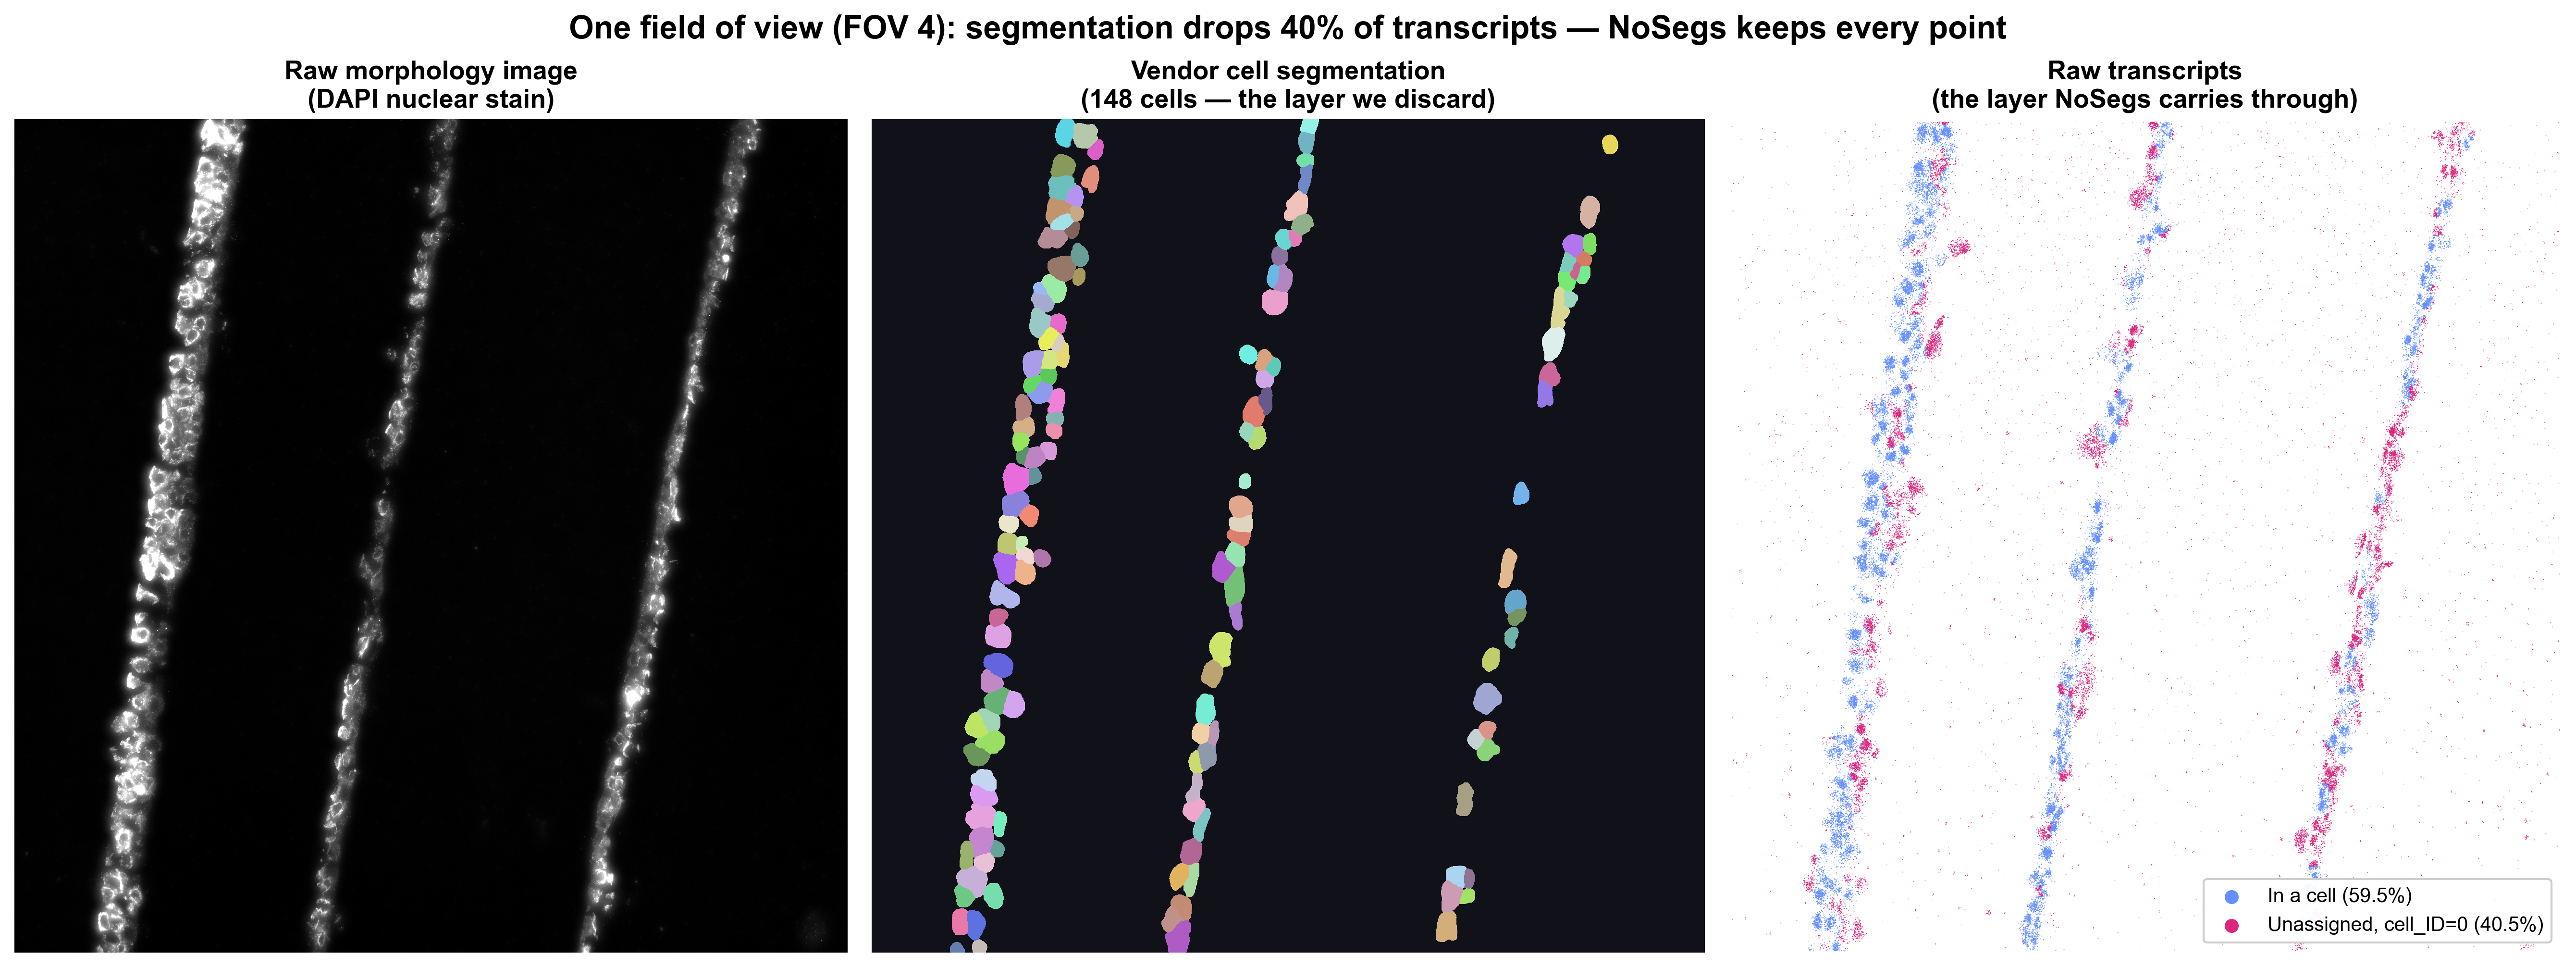 One field of view (FOV 4): segmentation drops 40% of transcripts — NoSegs keeps every point
Raw morphology image
(DAPI nuclear stain)
Vendor cell segmentation
(148 cells — the layer we discard)
Raw transcripts
(the layer NoSegs carries through)
In a cell (59.5%)
Unassigned, cell_ID=0 (40.5%)